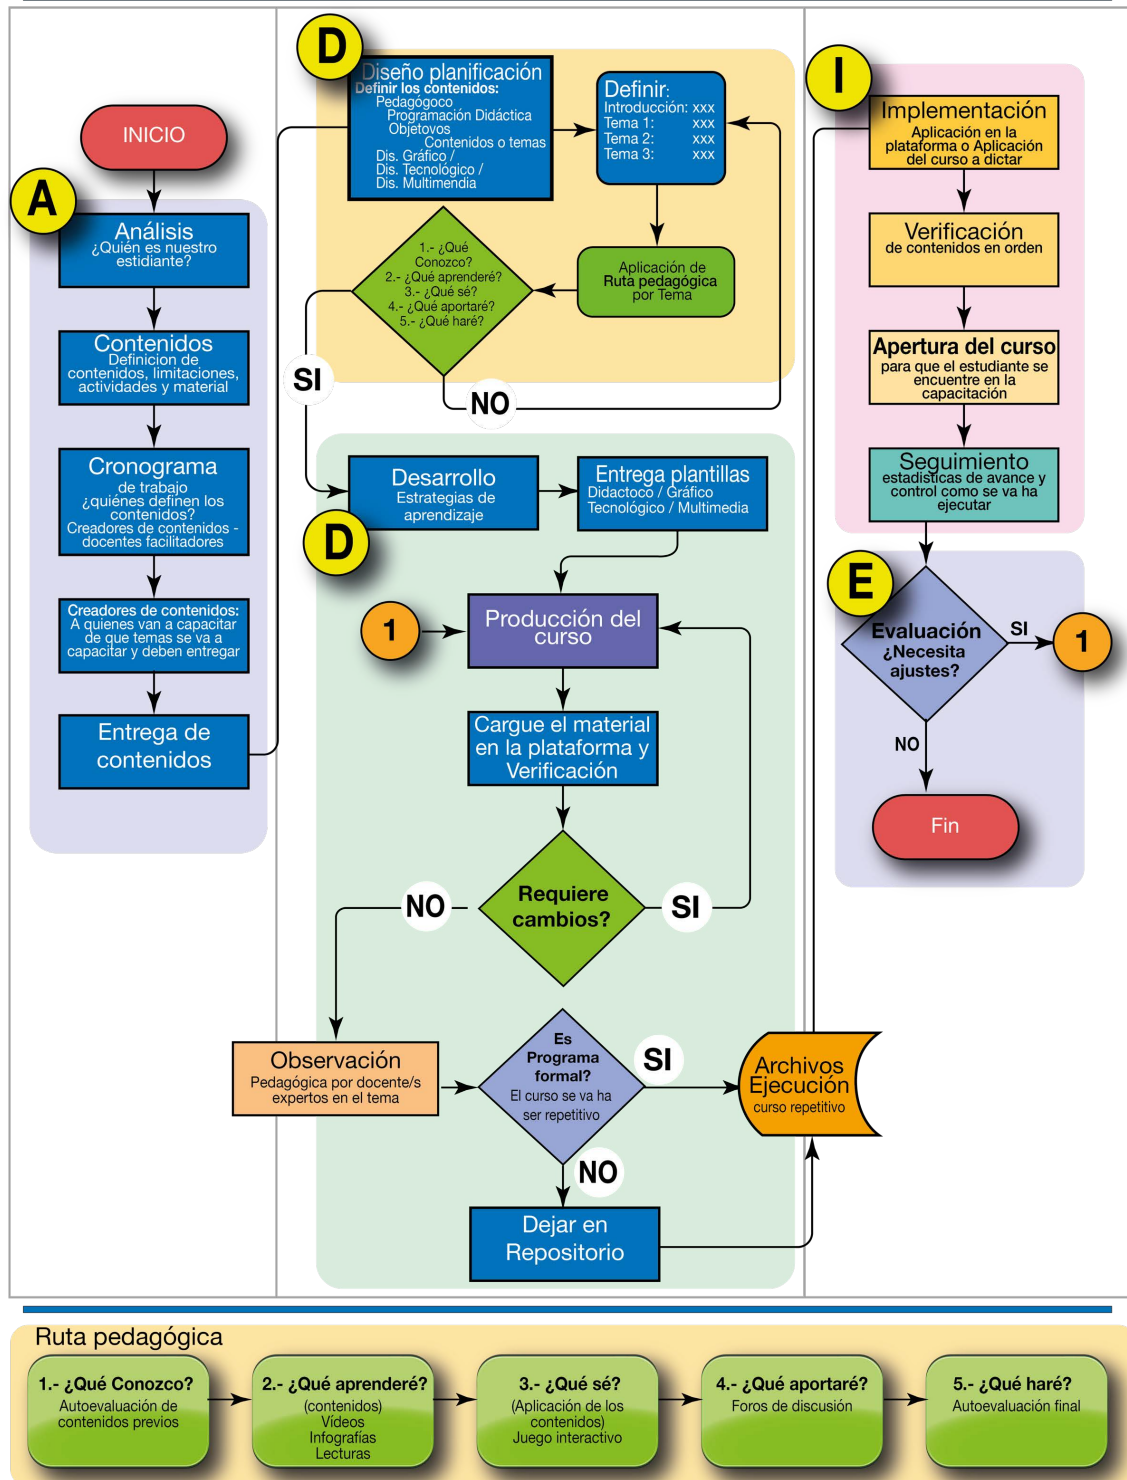 INICIO
A
Análisis
¿Quién es nuestro
estidiante?
Contenidos
Definicion de
contenidos, limitaciones,
actividades y material
Cronograma
de trabajo
¿quiénes definen los
contenidos?
Creadores de contenidos -
docentes facilitadores
Creadores de contenidos:
A quienes van a capacitar
de que temas se va a
capacitar y deben entregar
Entrega de
contenidos
D
Diseño planificación
Definir los contenidos:
Pedagógoco
Programación Didáctica
Objetovos
Contenidos o temas
Dis. Gráfico /
Dis. Tecnológico /
Dis. Multimendia
Definir:
Introducción: xxx
Tema 1: xxx
Tema 2: xxx
Tema 3: xxx
Aplicación de
Ruta pedagógica
por Tema
1.- ¿Qué
Conozco?
2.- ¿Qué aprenderé?
3.- ¿Qué sé?
4.- ¿Qué aportaré?
5.- ¿Qué haré?
SI
NO
D
Desarrollo
Estrategias de
aprendizaje
Entrega plantillas
Didactoco / Gráfico
Tecnológico / Multimedia
1
Producción del
curso
Cargue el material
en la plataforma y
Verificación
Requiere
cambios?
NO
SI
Observación
Pedagógica por docente/s
expertos en el tema
Es
Programa
formal?
El curso se va ha
ser repetitivo
SI
NO
Dejar en
Repositorio
Archivos
Ejecución
curso repetitivo
I
Implementación
Aplicación en la
plataforma o Aplicación
del curso a dictar
Verificación
de contenidos en orden
Apertura del curso
para que el estudiante se
encuentre en la
capacitación
Seguimiento
estadísticas de avance y
control como se va ha
ejecutar
E
Evaluación
¿Necesita
ajustes?
SI
1
NO
Fin
Ruta pedagógica
1.- ¿Qué Conozco?
Autoevaluación de
contenidos previos
2.- ¿Qué aprenderé?
(contenidos)
Vídeos
Infografías
Lecturas
3.- ¿Qué sé?
(Aplicación de los
contenidos)
Juego interactivo
4.- ¿Qué aportaré?
Foros de discusión
5.- ¿Qué haré?
Autoevaluación final